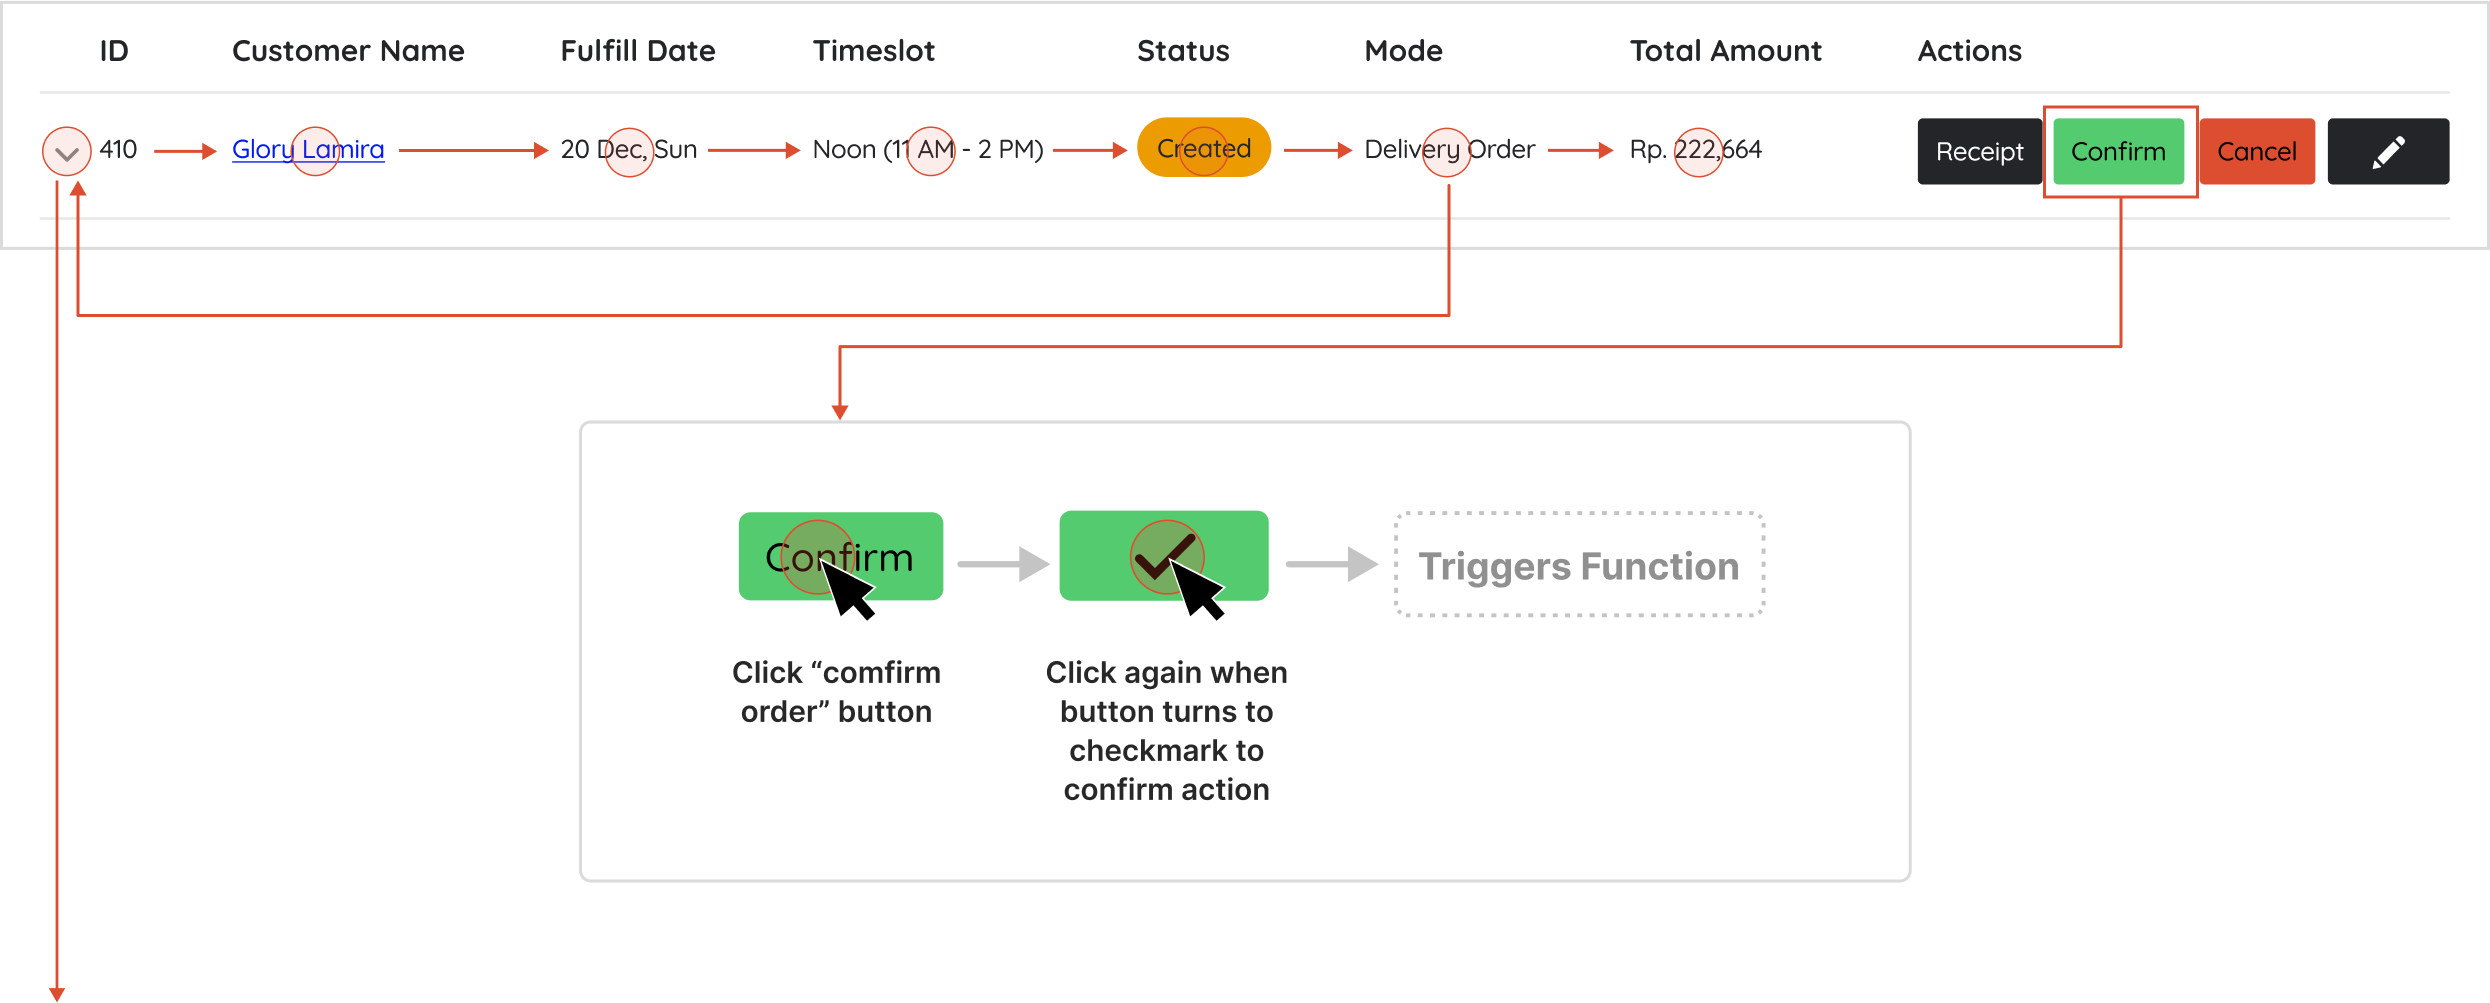 ID Customer Name Fulfill Date Timeslot Status Mode Total Amount Actions
410 Glory Lamira 20 Dec, Sun Noon (11 AM - 2 PM) Created Delivery Order Rp. 222,664 Receipt Confirm Cancel
Confirm
Triggers Function
Click “comfirm
order” button
Click again when
button turns to
checkmark to
confirm action